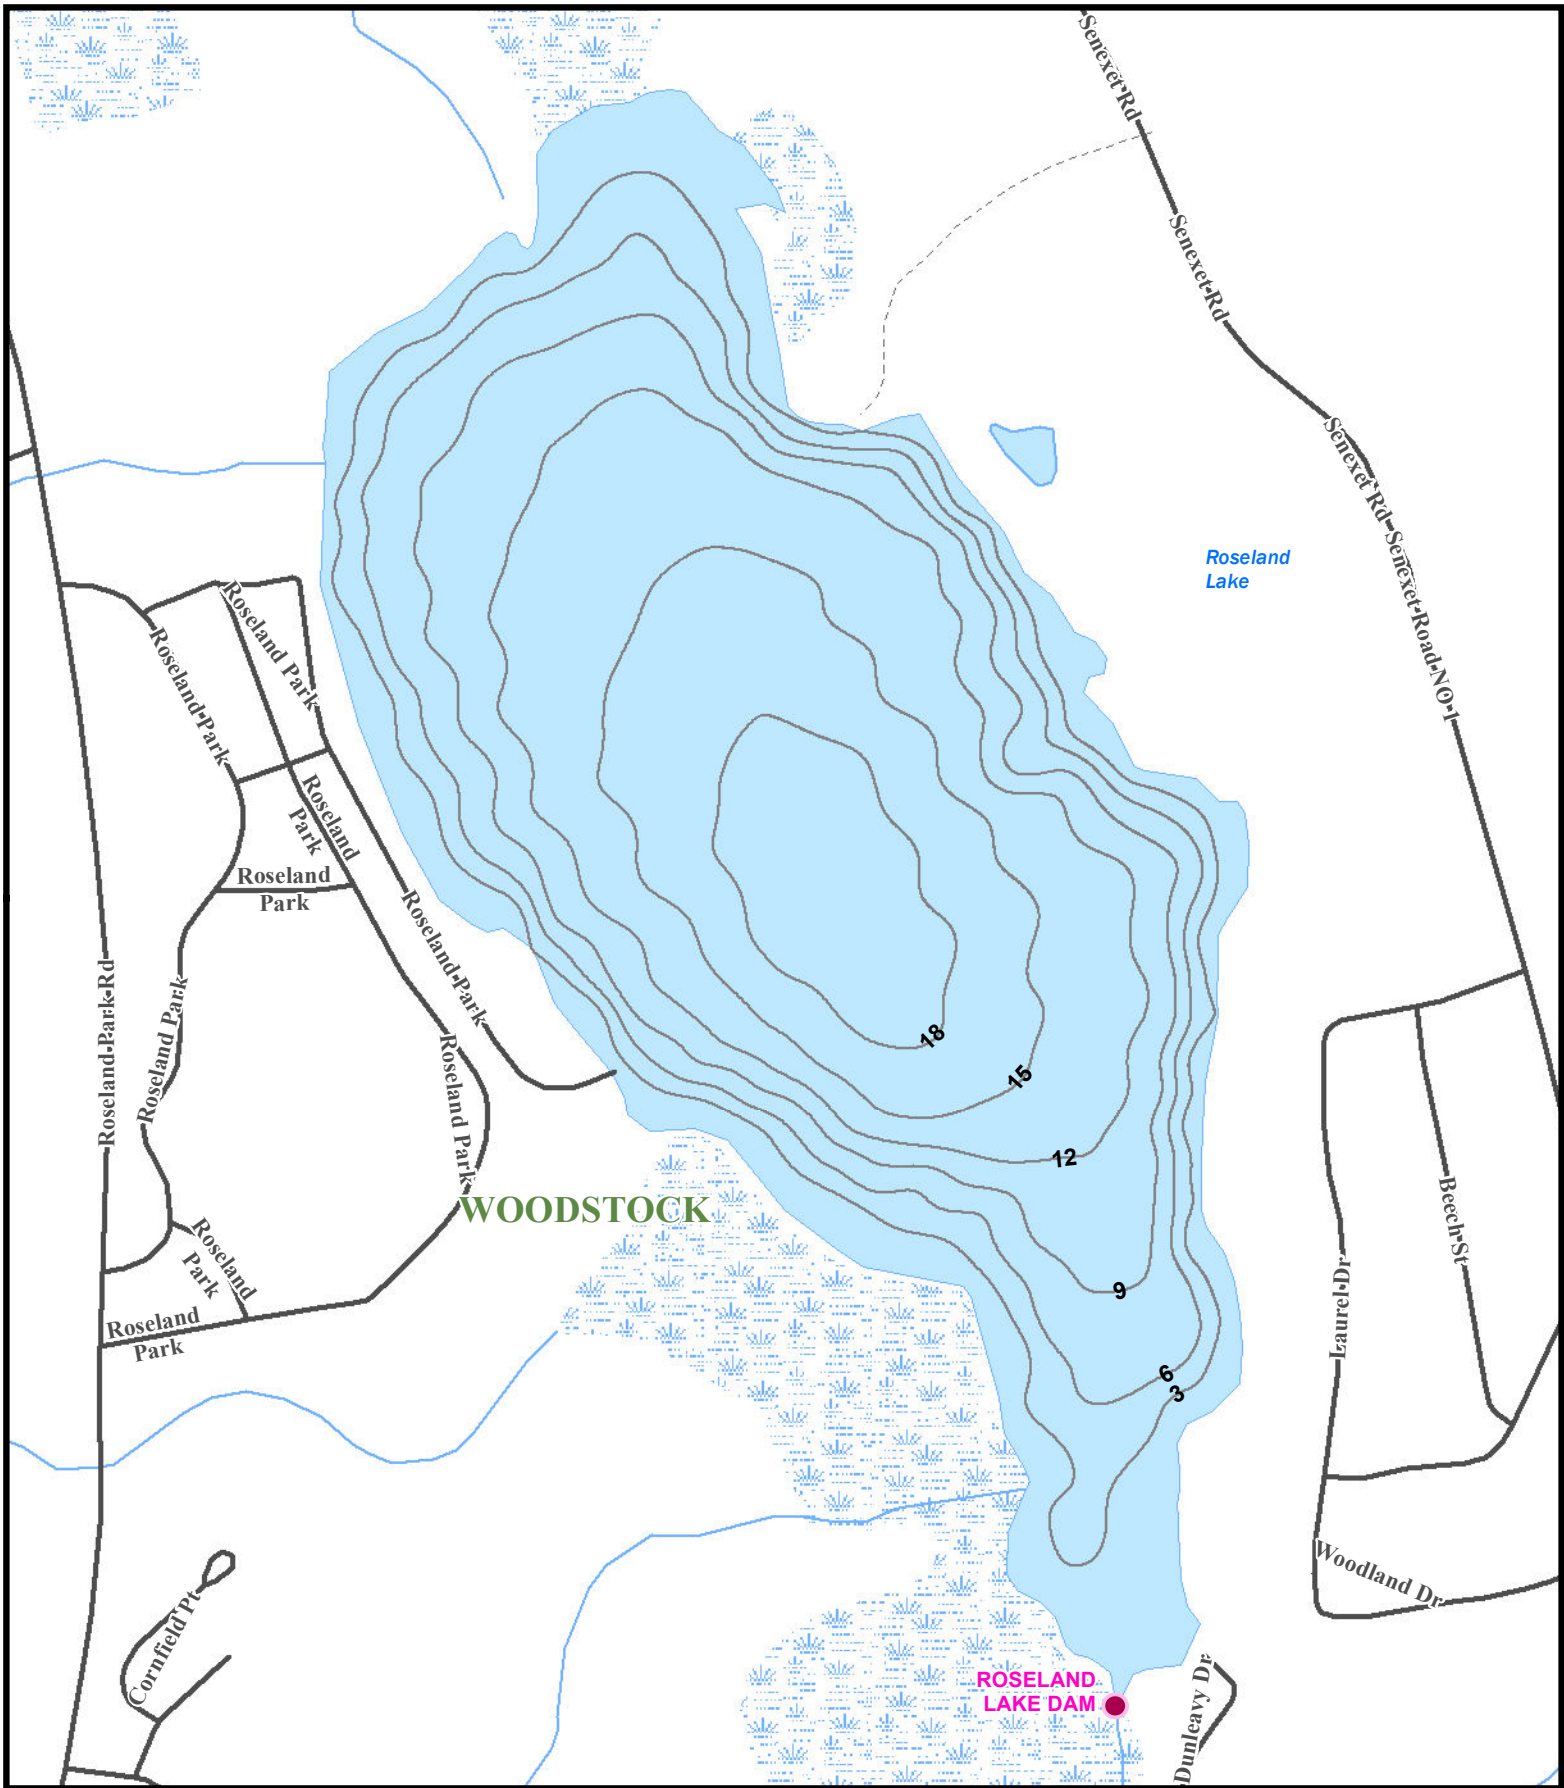 Senexet Rd
Senexet Rd
Senexet Rd
Senexet Road NO 1
Roseland
Lake
Roseland Park
Roseland Park
Roseland
Park
Roseland
Park
Roseland Park
Roseland Park Rd
Roseland Park
Roseland Park
18
15
12
WOODSTOCK
Roseland
Park
Roseland
Park
9
6
3
Beech St
Laurel Dr
Woodland Dr
Cornfield Pt
ROSELAND
LAKE DAM
Dunleavy Dr